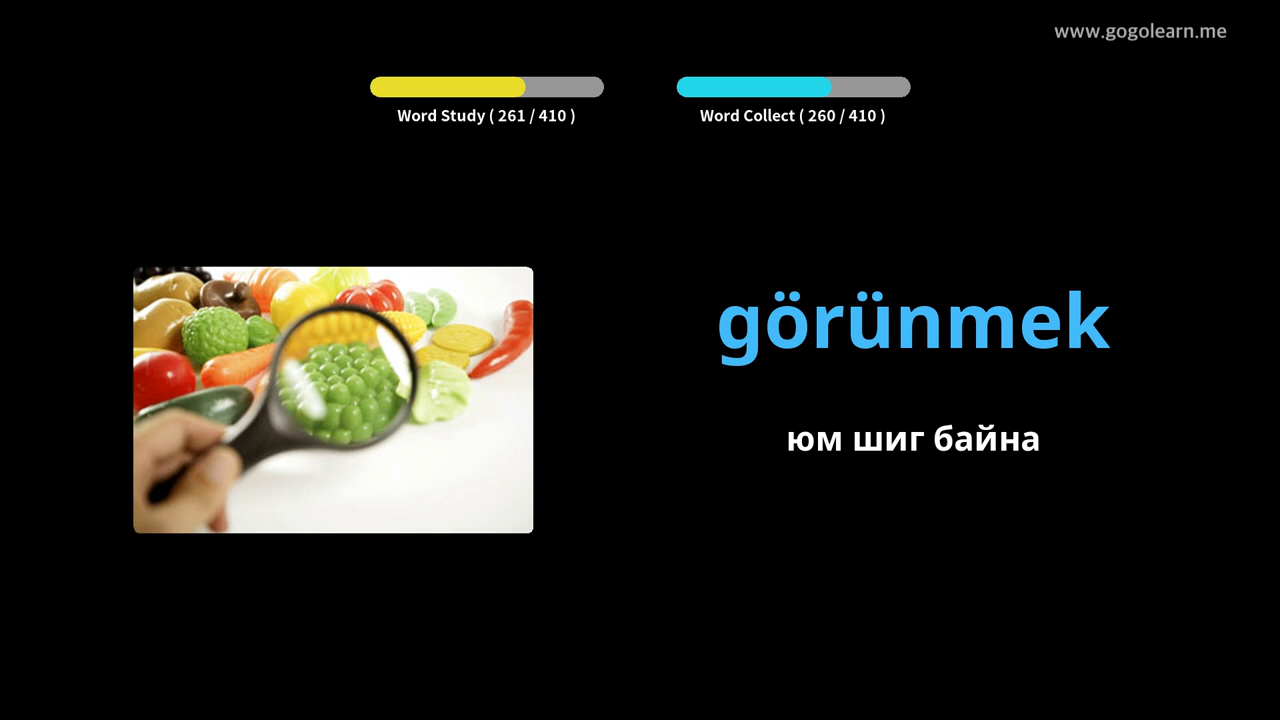 www.gogolearn.me
Word Study ( 261 / 410 )
Word Collect ( 260 / 410 )
görünmek
юм шиг байна